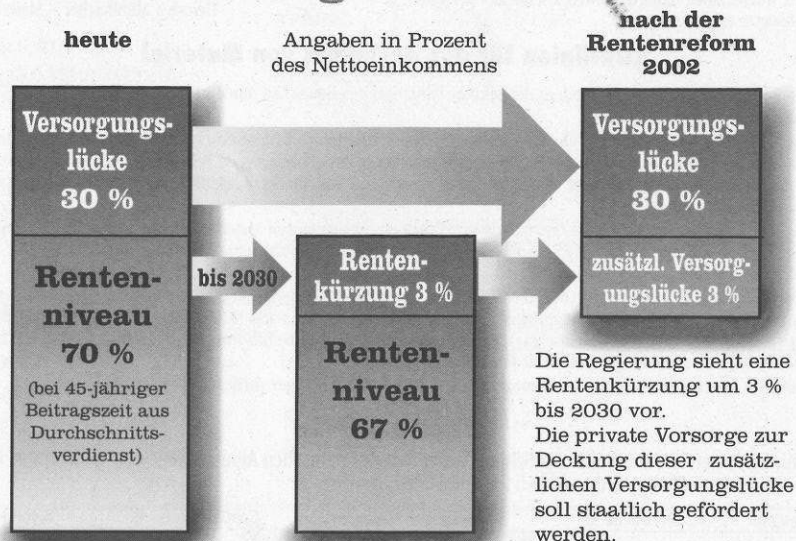 heute
Angaben in Prozent
des Nettoeinkommens
nach der
Rentenreform
2002
Versorgungs-
lücke
30 %
Renten-
niveau
70 %
(bei 45-jähriger
Beitragszeit aus
Durchschnitts-
verdienst)
bis 2030
Renten-
kürzung 3 %
Renten-
niveau
67 %
Versorgungs-
lücke
30 %
zusätzl. Versorg-
ungslücke 3 %
Die Regierung sieht eine
Rentenkürzung um 3 %
bis 2030 vor.
Die private Vorsorge zur
Deckung dieser zusätz-
lichen Versorgungslücke
soll staatlich gefördert
werden.